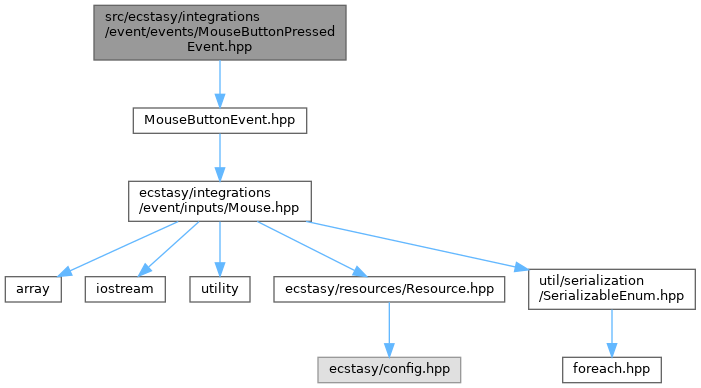 src/ecstasy/integrations
/event/events/MouseButtonPressed
Event.hpp
MouseButtonEvent.hpp
ecstasy/integrations
/event/inputs/Mouse.hpp
array
iostream
utility
ecstasy/resources/Resource.hpp
util/serialization
/SerializableEnum.hpp
ecstasy/config.hpp
foreach.hpp